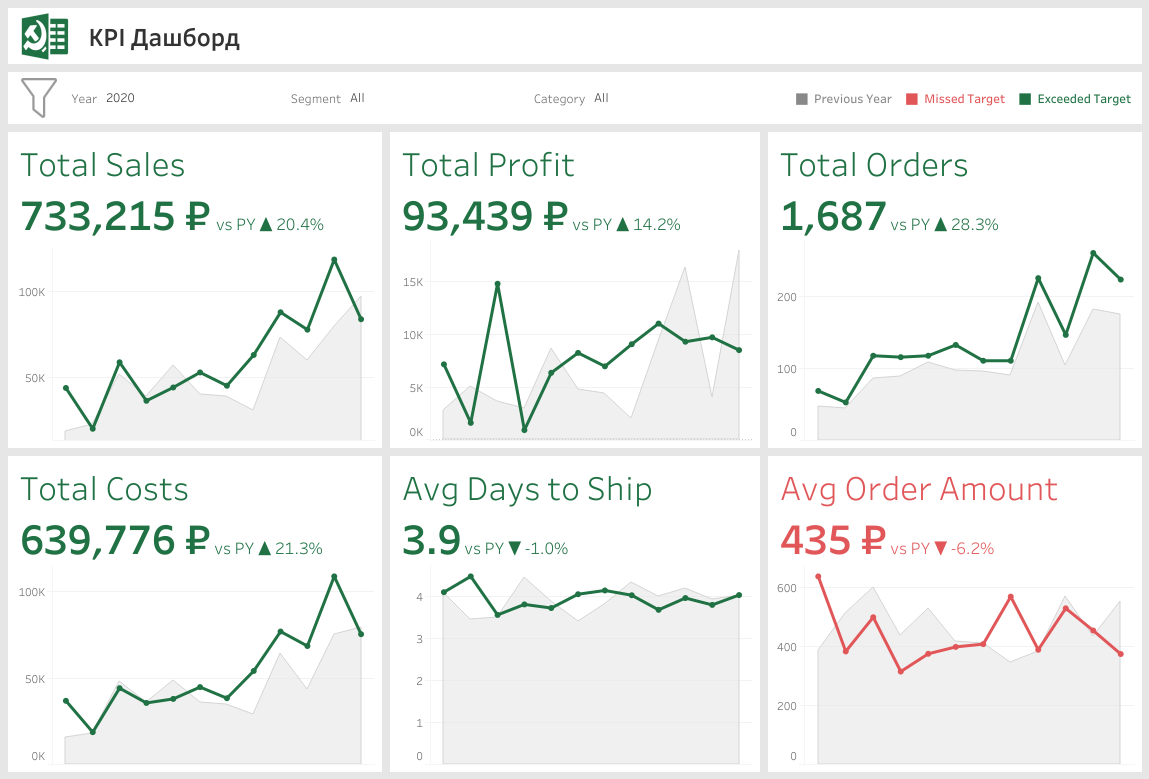 KPI Дашборд
Year 2020 Segment All Category All Previous Year Missed Target Exceeded Target
Total Sales
733,215 ₽ vs PY ▲ 20.4%
100K
50K
Total Profit
93,439 ₽ vs PY ▲ 14.2%
15K
10K
5K
0K
Total Orders
1,687 vs PY ▲ 28.3%
200
100
0
Total Costs
639,776 ₽ vs PY ▲ 21.3%
100K
50K
0K
Avg Days to Ship
3.9 vs PY ▼ -1.0%
4
3
2
1
0
Avg Order Amount
435 ₽ vs PY ▼ -6.2%
600
400
200
0